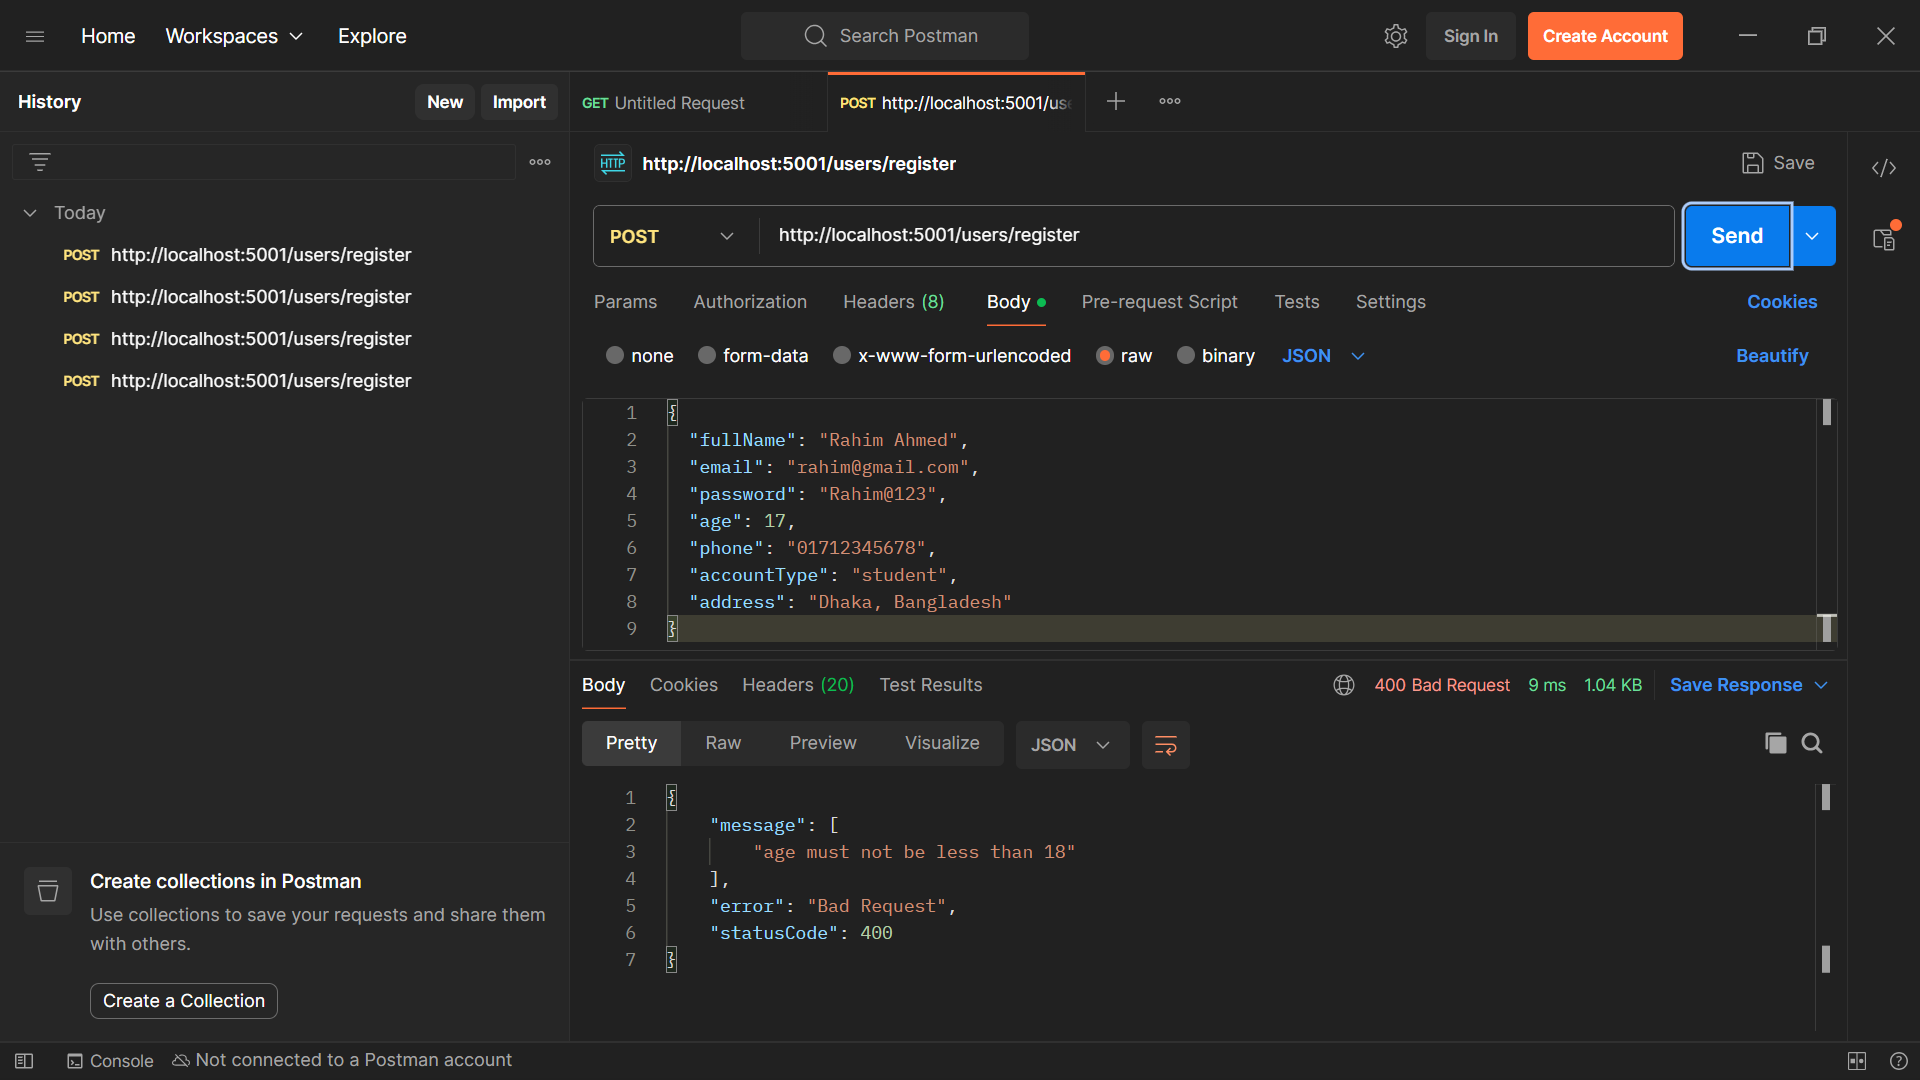 Home Workspaces Explore Search Postman Sign In Create Account
History New Import
GET Untitled Request POST http://localhost:5001/use
HTTP http://localhost:5001/users/register Save
Today
POST http://localhost:5001/users/register
POST http://localhost:5001/users/register
POST http://localhost:5001/users/register
POST http://localhost:5001/users/register
POST http://localhost:5001/users/register Send
Params Authorization Headers (8) Body Pre-request Script Tests Settings Cookies
none form-data x-www-form-urlencoded raw binary JSON Beautify
1 {
2 "fullName": "Rahim Ahmed",
3 "email": "rahim@gmail.com",
4 "password": "Rahim@123",
5 "age": 17,
6 "phone": "01712345678",
7 "accountType": "student",
8 "address": "Dhaka, Bangladesh"
9 }
Body Cookies Headers (20) Test Results 400 Bad Request 9 ms 1.04 KB Save Response
Pretty Raw Preview Visualize JSON
1 {
2 "message": [
3 "age must not be less than 18"
4 ],
5 "error": "Bad Request",
6 "statusCode": 400
7 }
Create collections in Postman
Use collections to save your requests and share them
with others.
Create a Collection
Console Not connected to a Postman account